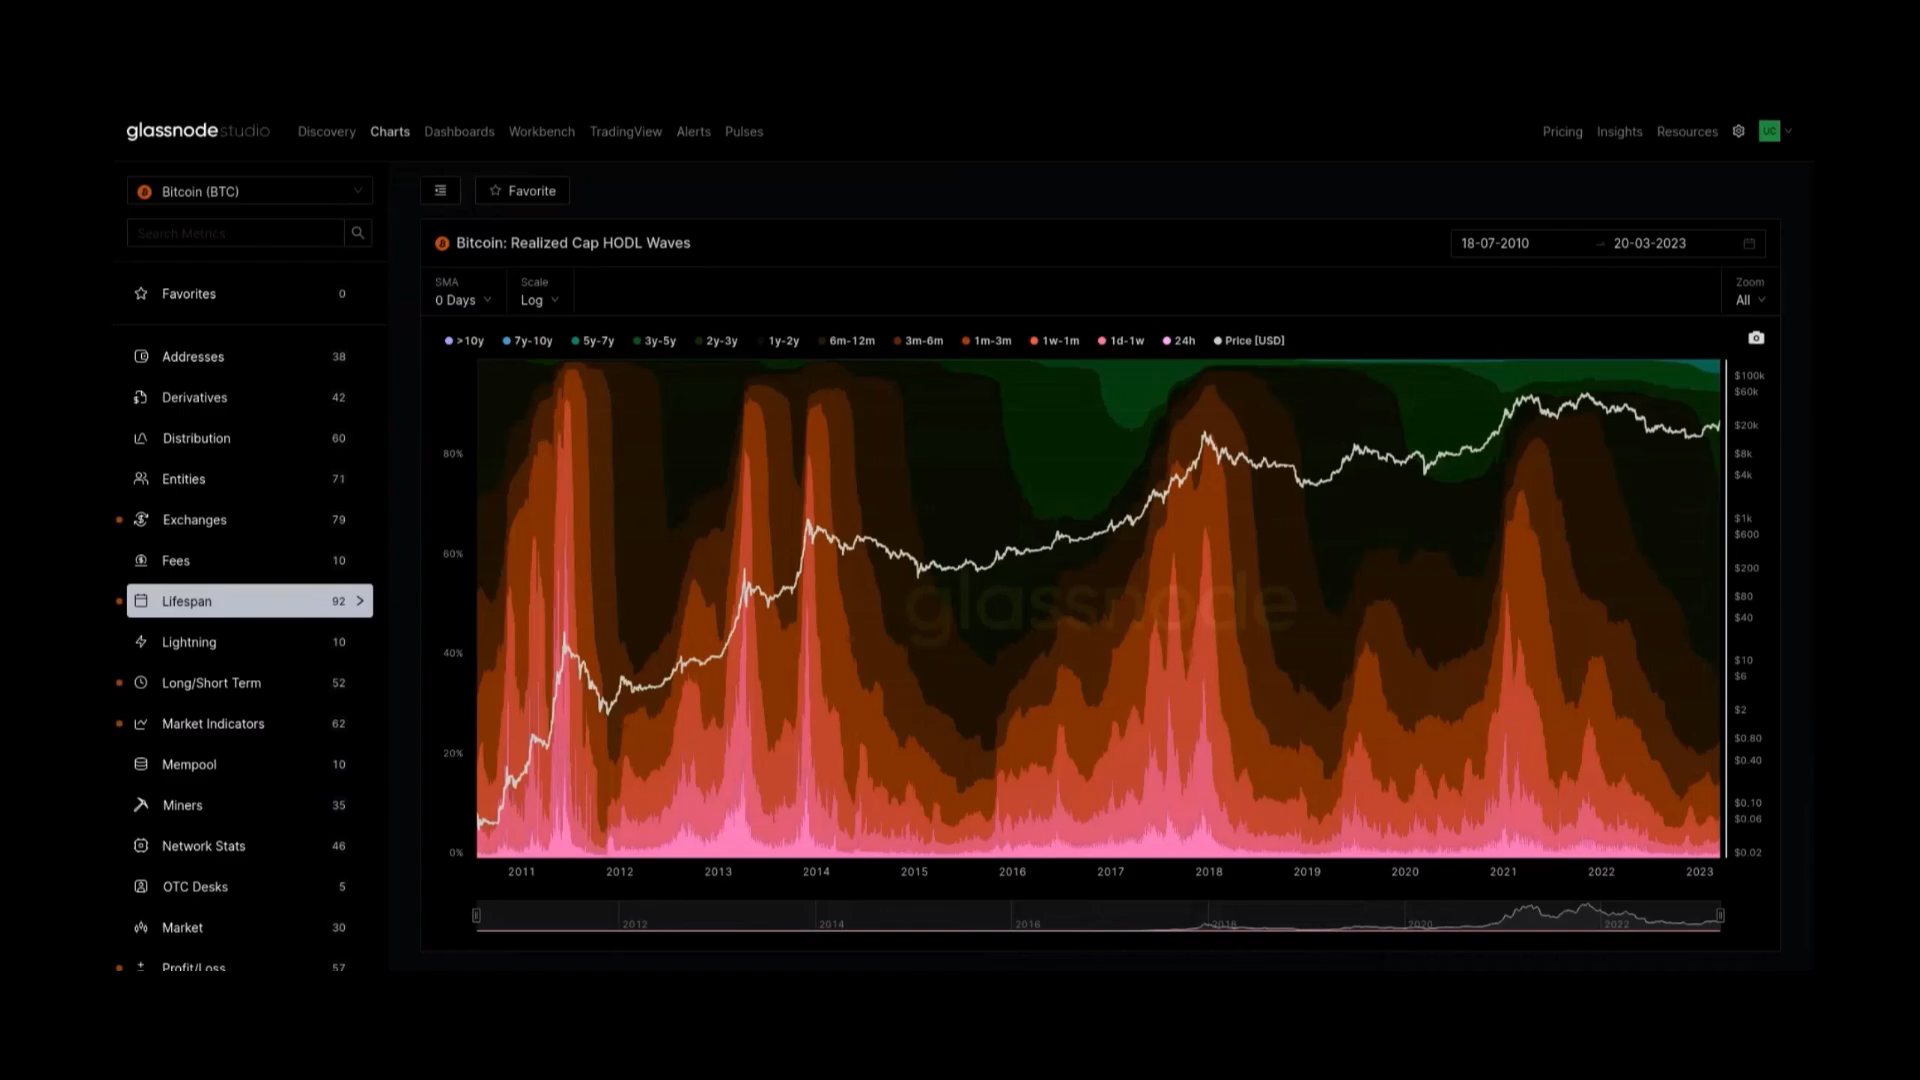 glassnodestudio Discovery Charts Dashboards Workbench TradingView Alerts Pulses Pricing Insights Resources UC
Bitcoin (BTC)
Favorite
Search Metrics
Bitcoin: Realized Cap HODL Waves 18-07-2010 → 20-03-2023
SMA Scale Zoom
0 Days Log All
Favorites 0
Addresses 38
Derivatives 42
Distribution 60
Entities 71
Exchanges 79
Fees 10
Lifespan 92
Lightning 10
Long/Short Term 52
Market Indicators 62
Mempool 10
Miners 35
Network Stats 46
OTC Desks 5
Market 30
Profit/Loss 57
>10y 7y-10y 5y-7y 3y-5y 2y-3y 1y-2y 6m-12m 3m-6m 1m-3m 1w-1m 1d-1w 24h Price [USD]
80%
60%
40%
20%
0%
glassnode
$100k
$60k
$20k
$8k
$4k
$1k
$600
$200
$80
$40
$10
$6
$2
$0.80
$0.40
$0.10
$0.06
$0.02
2011 2012 2013 2014 2015 2016 2017 2018 2019 2020 2021 2022 2023
2012 2014 2016 2018 2020 2022